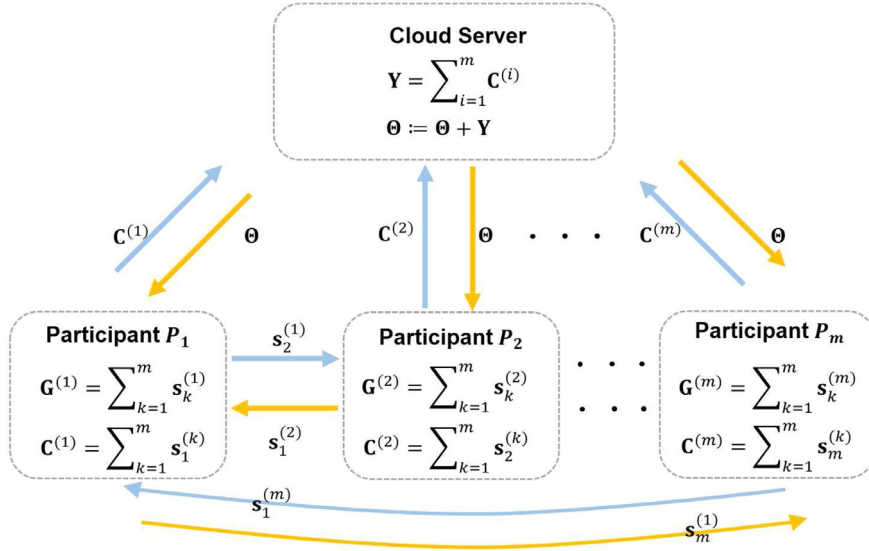 Cloud Server
𝐘 = ∑_{i=1}^{m} 𝐂^{(i)}
𝚯 := 𝚯 + 𝐘
𝐂^{(1)}
𝚯
𝐂^{(2)}
𝚯
. . .
𝐂^{(m)}
𝚯
Participant P_1
𝐆^{(1)} = ∑_{k=1}^{m} 𝐬_k^{(1)}
𝐂^{(1)} = ∑_{k=1}^{m} 𝐬_1^{(k)}
𝐬_2^{(1)}
𝐬_1^{(2)}
Participant P_2
𝐆^{(2)} = ∑_{k=1}^{m} 𝐬_k^{(2)}
𝐂^{(2)} = ∑_{k=1}^{m} 𝐬_2^{(k)}
. . .
. . .
Participant P_m
𝐆^{(m)} = ∑_{k=1}^{m} 𝐬_k^{(m)}
𝐂^{(m)} = ∑_{k=1}^{m} 𝐬_m^{(k)}
𝐬_1^{(m)}
𝐬_m^{(1)}